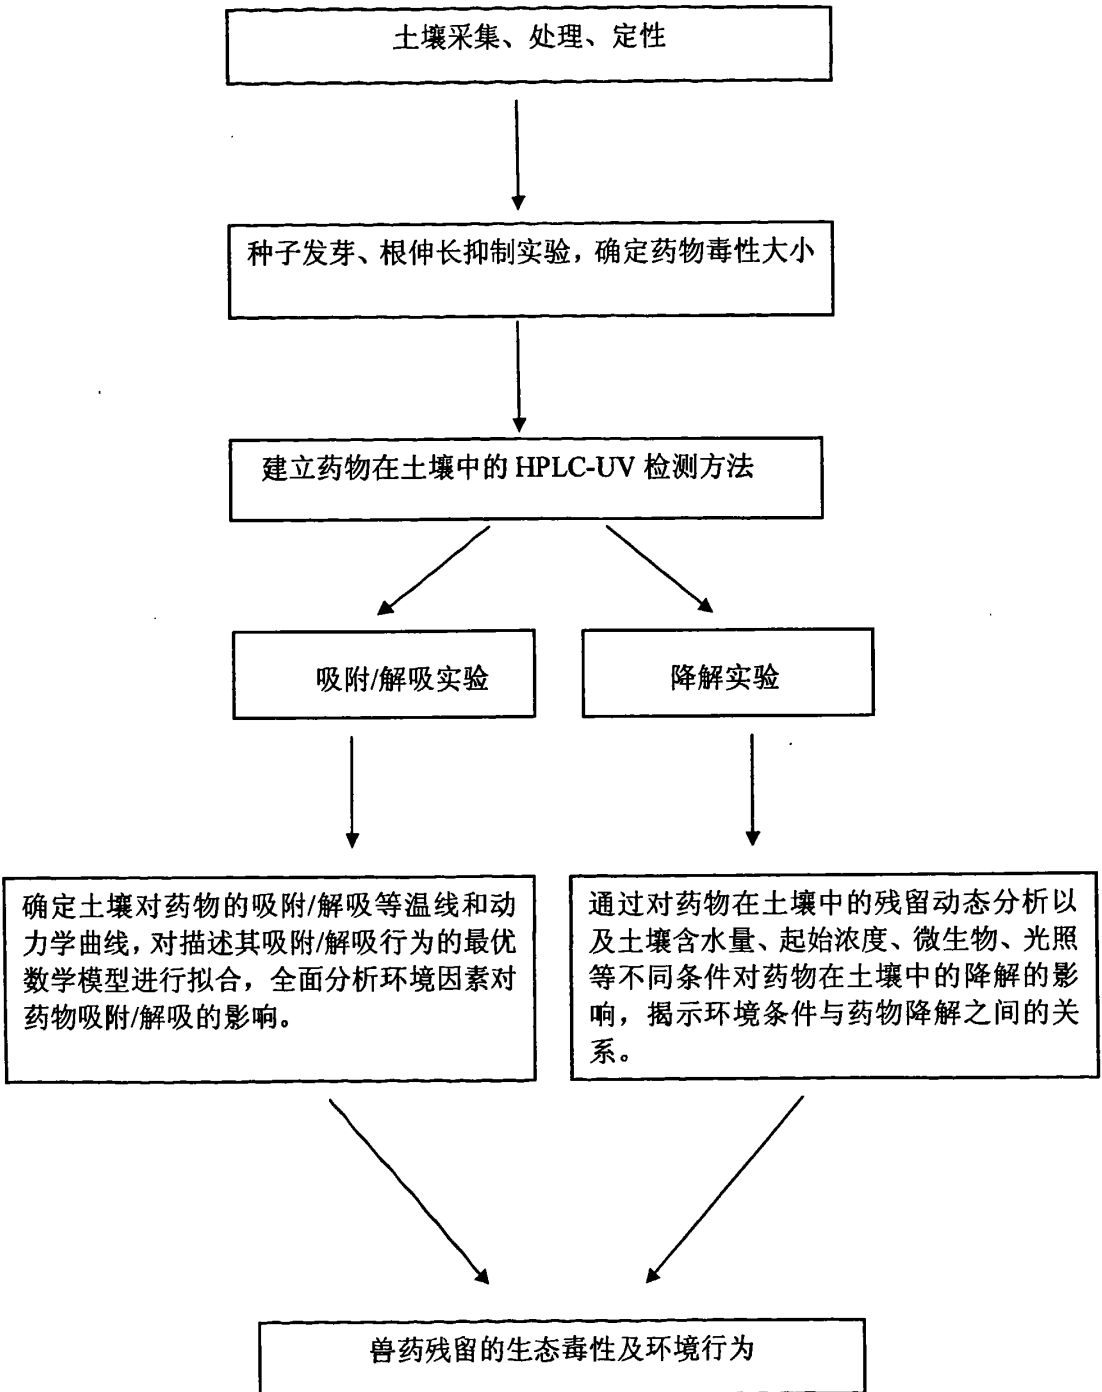 土壤采集、处理、定性
种子发芽、根伸长抑制实验，确定药物毒性大小
建立药物在土壤中的 HPLC-UV 检测方法
吸附/解吸实验
降解实验
确定土壤对药物的吸附/解吸等温线和动
力学曲线，对描述其吸附/解吸行为的最优
数学模型进行拟合，全面分析环境因素对
药物吸附/解吸的影响。
通过对药物在土壤中的残留动态分析以
及土壤含水量、起始浓度、微生物、光照
等不同条件对药物在土壤中的降解的影
响，揭示环境条件与药物降解之间的关
系。
兽药残留的生态毒性及环境行为